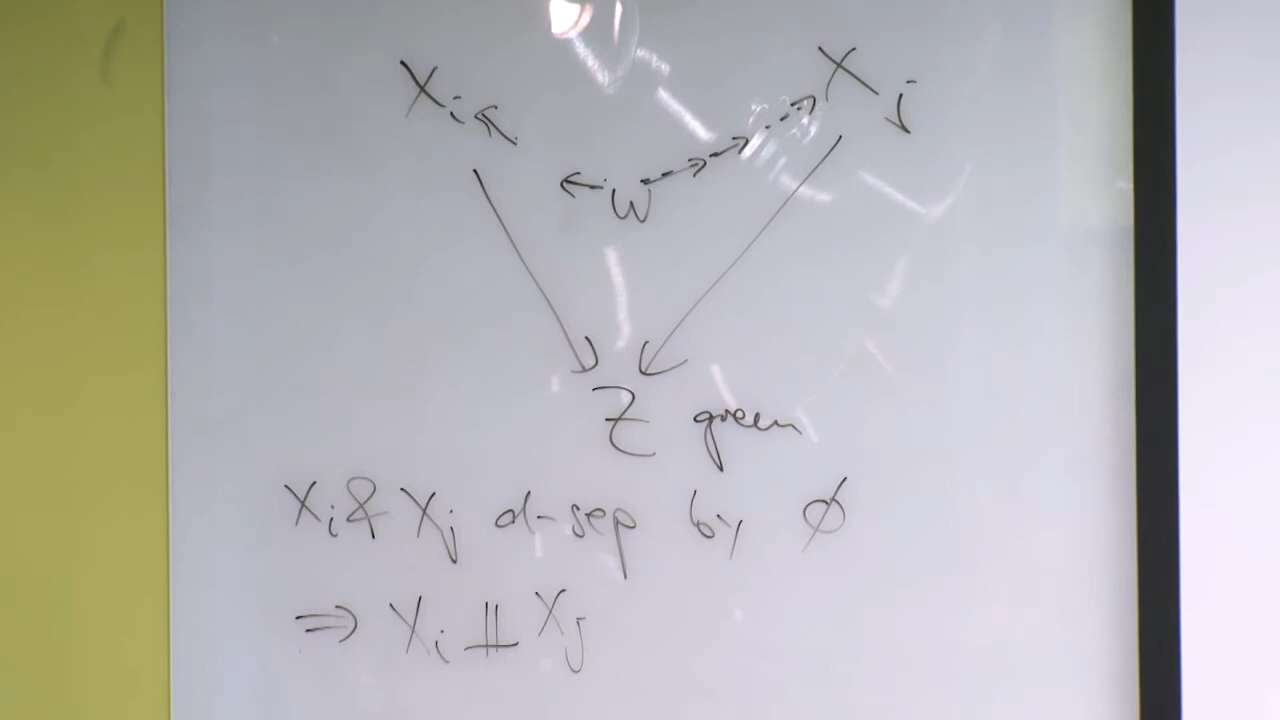 Xᵢ Xⱼ
W
Z green
Xᵢ & Xⱼ d-sep by ∅
⇒ Xᵢ ⫫ Xⱼ